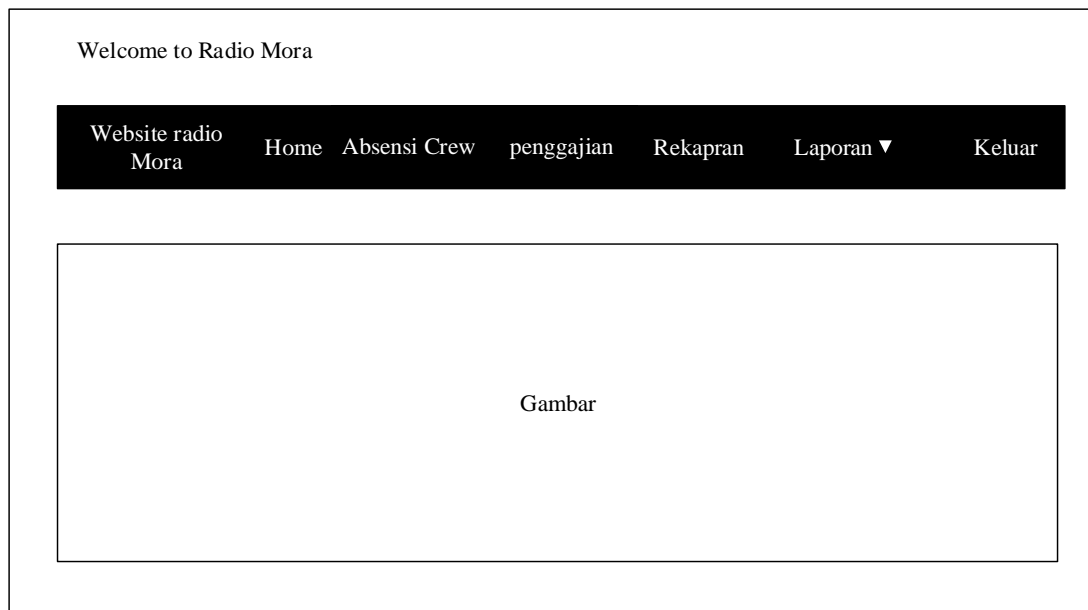 Welcome to Radio Mora
Website radio
Mora
Home
Absensi Crew
penggajian
Rekapran
Laporan ▼
Keluar
Gambar